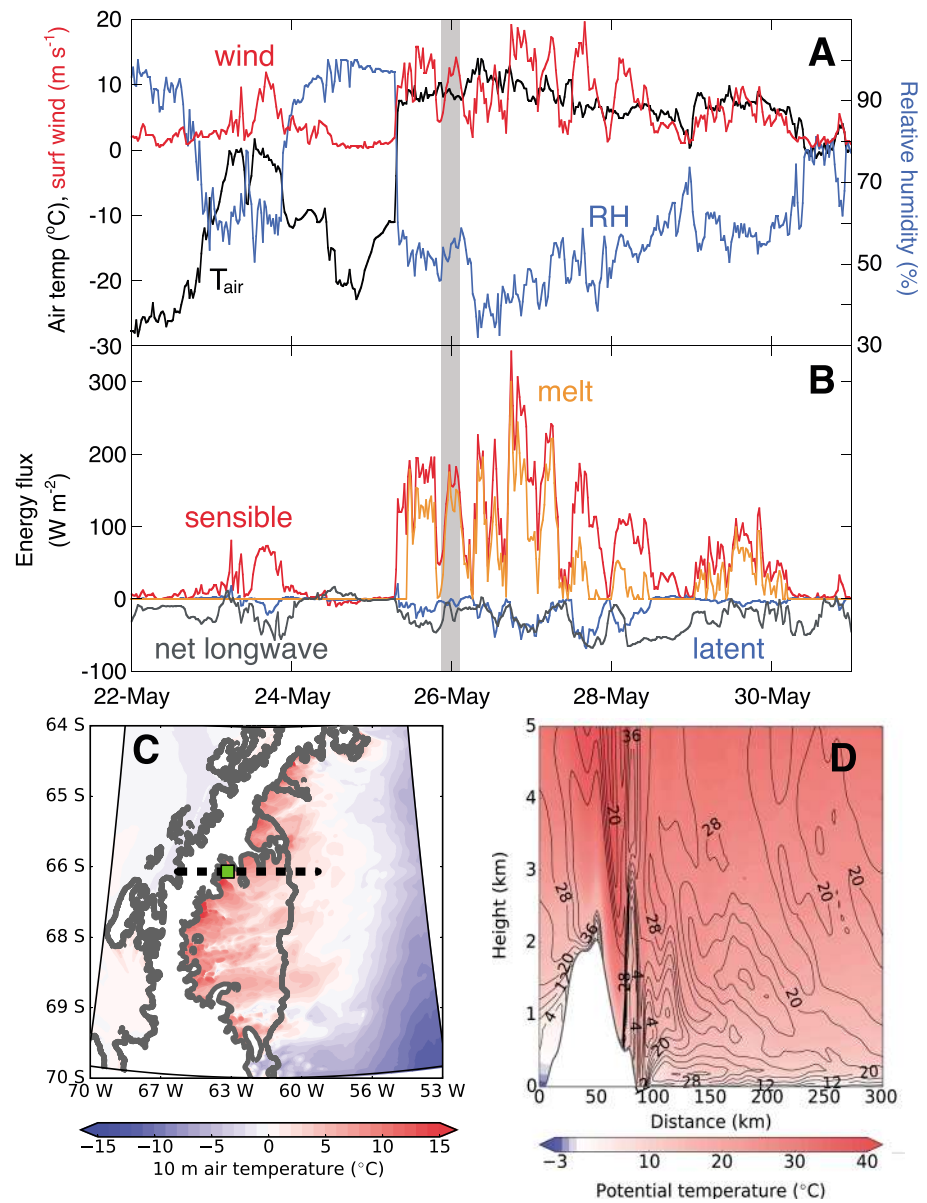 A
20
10
0
-10
-20
-30
Air temp (°C), surf wind (m s-1)
wind
Tair
RH
90
70
50
30
Relative humidity (%)
B
300
200
100
0
-100
Energy flux
(W m-2)
melt
sensible
net longwave
latent
22-May 24-May 26-May 28-May 30-May
C
64 S
65 S
66 S
68 S
69 S
70 S
70 W 67 W 63 W 60 W 56 W 53 W
−15 −10 −5 0 5 10 15
10 m air temperature (°C)
D
5
4
3
2
1
0
Height (km)
36
20
28
28
20
20
28
36
28
20
12
4
28
4
20
4
4
20
28
12
12
20
0 50 100 150 200 250 300
Distance (km)
−3 10 20 30 40
Potential temperature (°C)